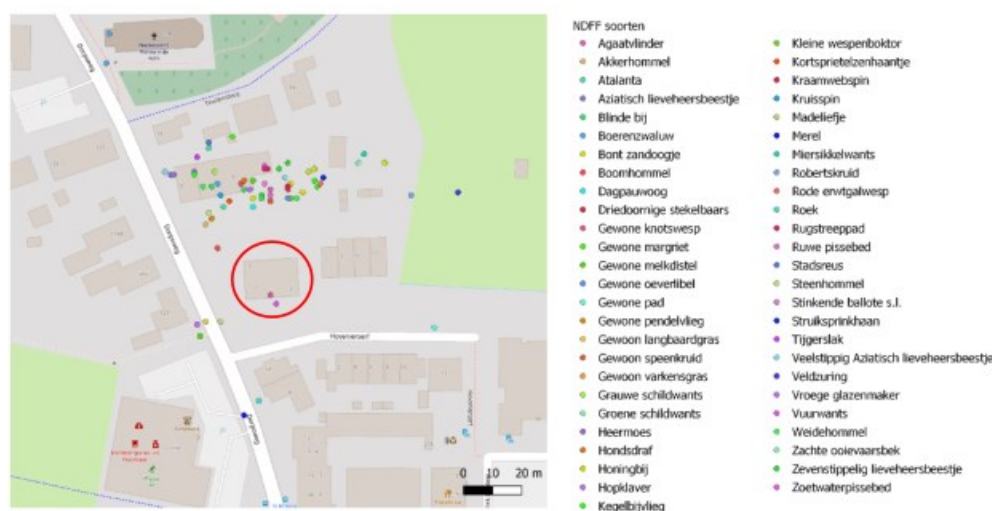 NDFF soorten
Agaatvlinder
Akkerhommel
Atalanta
Aziatisch lieveheersbeestje
Blinde bij
Boerenzwaluw
Bont zandoogje
Boomhommel
Dagpauwoog
Driedoornige stekelbaars
Gewone knotswesp
Gewone margriet
Gewone melkdistel
Gewone oeverlibel
Gewone pad
Gewone pendelvlieg
Gewoon langbaardgras
Gewoon speenkruid
Gewoon varkensgras
Grauwe schildwants
Groene schildwants
Heermoes
Hondsdraf
Honingbij
Hopklaver
Kegelbijvlieg
Kleine wespenboktor
Kortsprietelzenhaantje
Kraamwebspin
Kruisspin
Madeliefje
Merel
Miersikkelwants
Robertskruid
Rode erwtgalwesp
Roek
Rugstreeppad
Ruwe pissebed
Stadsreus
Steenhommel
Stinkende ballote s.l.
Struiksprinkhaan
Tijgerslak
Veelstippig Aziatisch lieveheersbeestje
Veldzuring
Vroege glazenmaker
Vuurwants
Weidehommel
Zachte ooievaarsbek
Zevenstippelig lieveheersbeestje
Zoetwaterpissebed
0 10 20 m